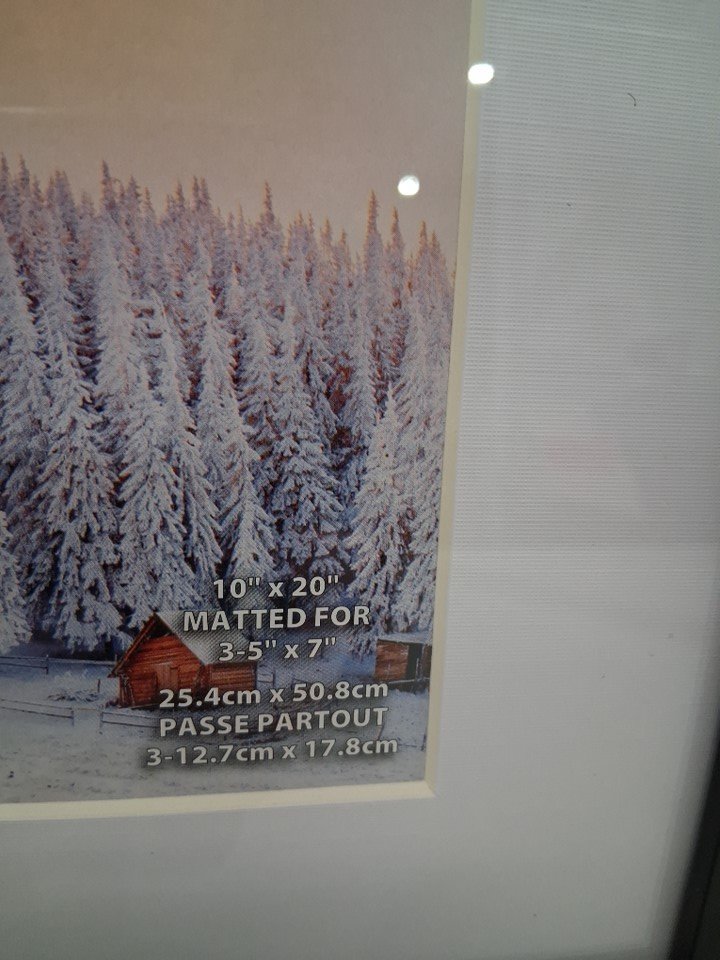 10" x 20"
MATTED FOR
3-5" x 7"
25.4cm x 50.8cm
PASSE PARTOUT
3-12.7cm x 17.8cm